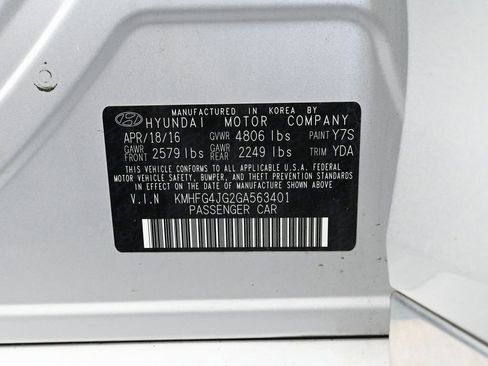 MANUFACTURED IN KOREA BY
HYUNDAI MOTOR COMPANY
APR/18/16 GVWR 4806 lbs PAINT Y7S
GAWR FRONT 2579 lbs GAWR REAR 2249 lbs TRIM YDA
THIS VEHICLE CONFORMS TO ALL APPLICABLE U.S.A. FEDERAL
MOTOR VEHICLE SAFETY, BUMPER, AND THEFT PREVENTION STANDARDS
IN EFFECT ON THE DATE OF MANUFACTURE SHOWN ABOVE.
V.I.N KMHFG4JG2GA563401
PASSENGER CAR